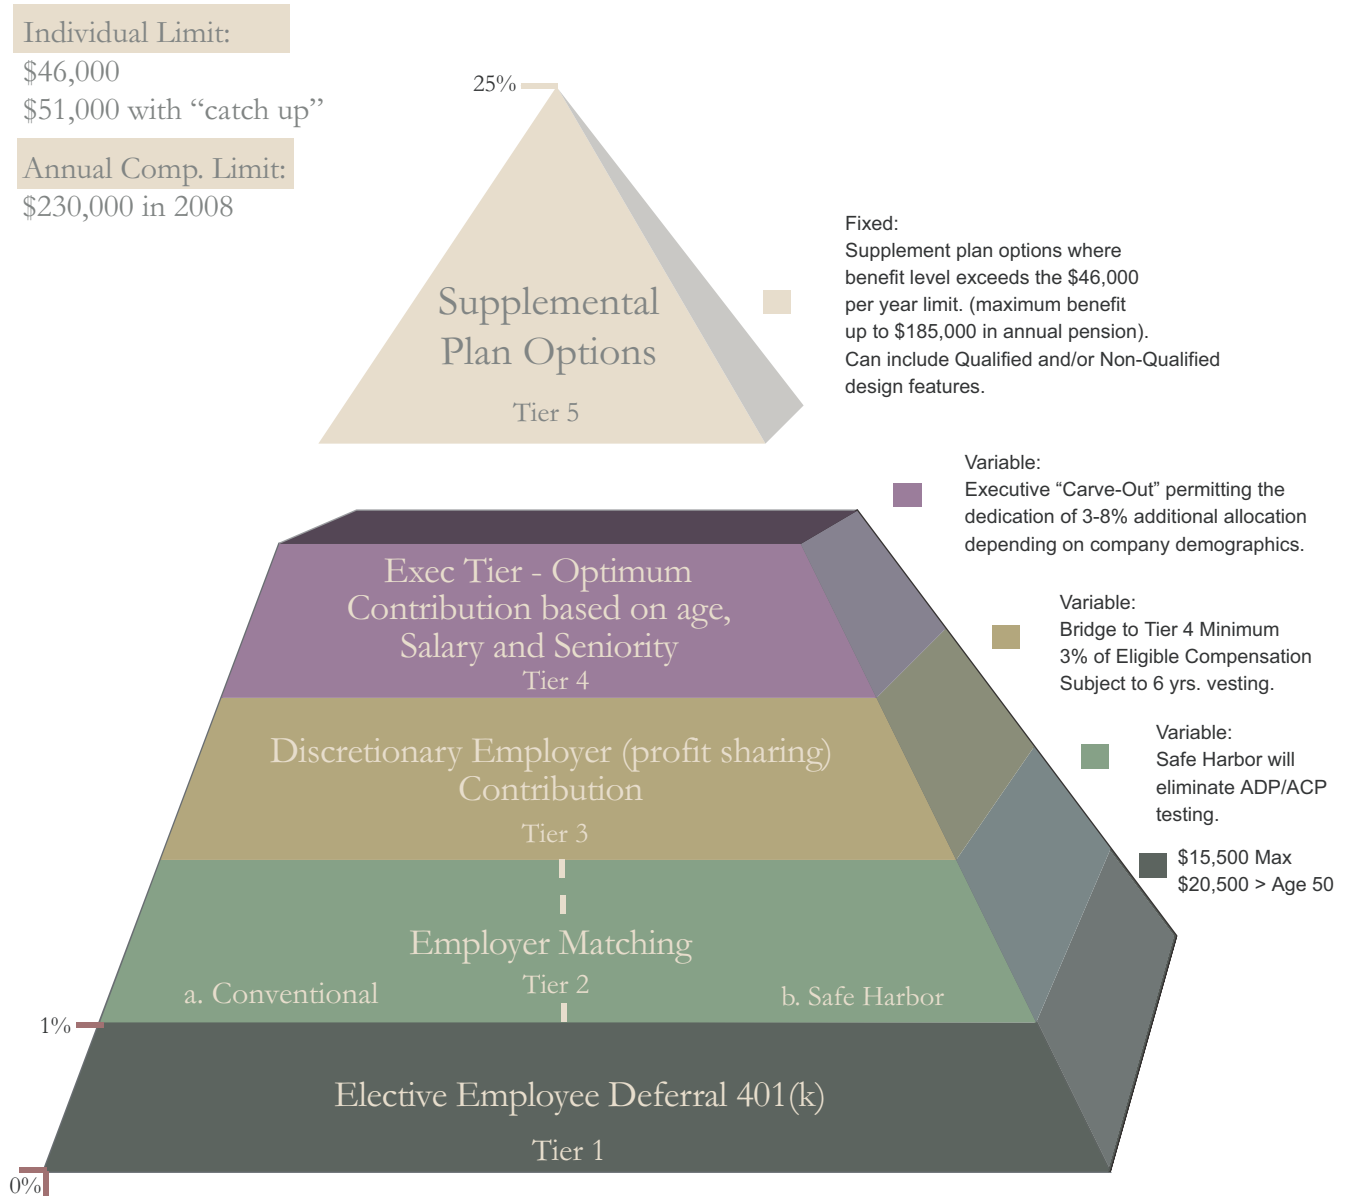 Individual Limit:
$46,000
$51,000 with “catch up”
Annual Comp. Limit:
$230,000 in 2008
25%
Supplemental
Plan Options
Tier 5
Fixed:
Supplement plan options where
benefit level exceeds the $46,000
per year limit. (maximum benefit
up to $185,000 in annual pension).
Can include Qualified and/or Non-Qualified
design features.
Variable:
Executive “Carve-Out” permitting the
dedication of 3-8% additional allocation
depending on company demographics.
Exec Tier - Optimum
Contribution based on age,
Salary and Seniority
Tier 4
Variable:
Bridge to Tier 4 Minimum
3% of Eligible Compensation
Subject to 6 yrs. vesting.
Discretionary Employer (profit sharing)
Contribution
Tier 3
Variable:
Safe Harbor will
eliminate ADP/ACP
testing.
$15,500 Max
$20,500 > Age 50
Employer Matching
Tier 2
a. Conventional
b. Safe Harbor
1%
Elective Employee Deferral 401(k)
Tier 1
0%